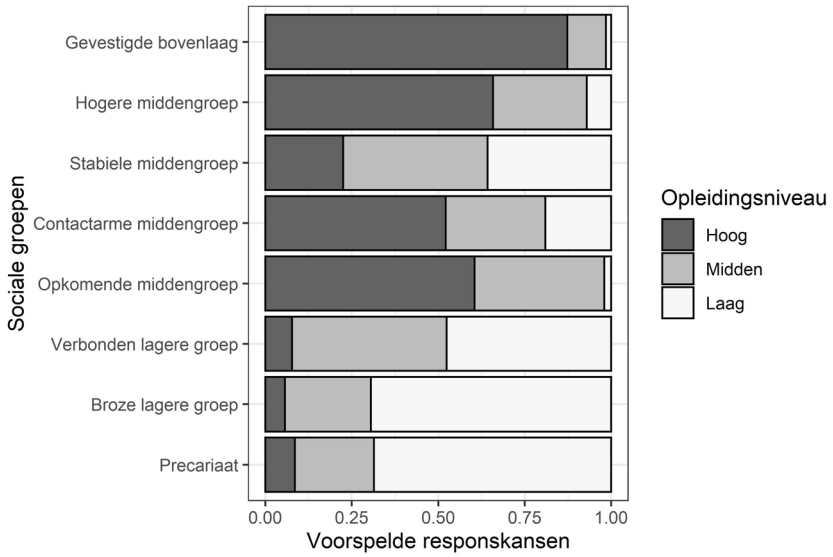 Sociale groepen
Gevestigde bovenlaag
Hogere middengroep
Stabiele middengroep
Contactarme middengroep
Opkomende middengroep
Verbonden lagere groep
Broze lagere groep
Precariaat
0.00 0.25 0.50 0.75 1.00
Voorspelde responskansen
Opleidingsniveau
Hoog
Midden
Laag